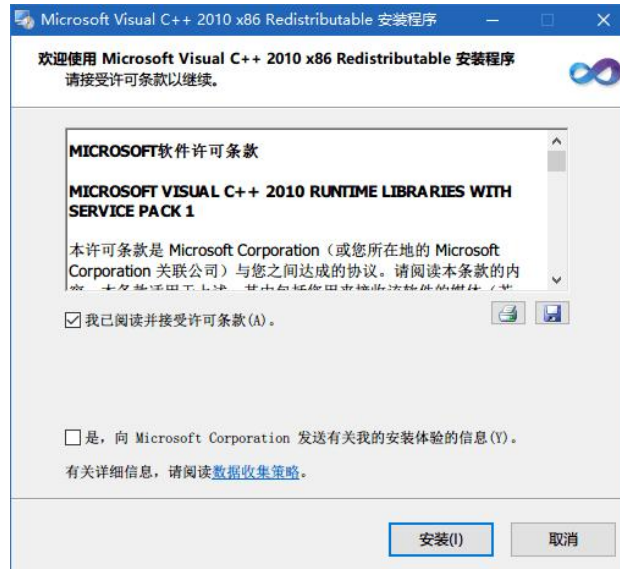 Microsoft Visual C++ 2010 x86 Redistributable 安装程序
欢迎使用 Microsoft Visual C++ 2010 x86 Redistributable 安装程序
请接受许可条款以继续。
MICROSOFT软件许可条款
MICROSOFT VISUAL C++ 2010 RUNTIME LIBRARIES WITH
SERVICE PACK 1
本许可条款是 Microsoft Corporation（或您所在地的 Microsoft
Corporation 关联公司）与您之间达成的协议。请阅读本条款的内
我已阅读并接受许可条款(A)。
是，向 Microsoft Corporation 发送有关我的安装体验的信息(Y)。
有关详细信息，请阅读数据收集策略。
安装(I)
取消